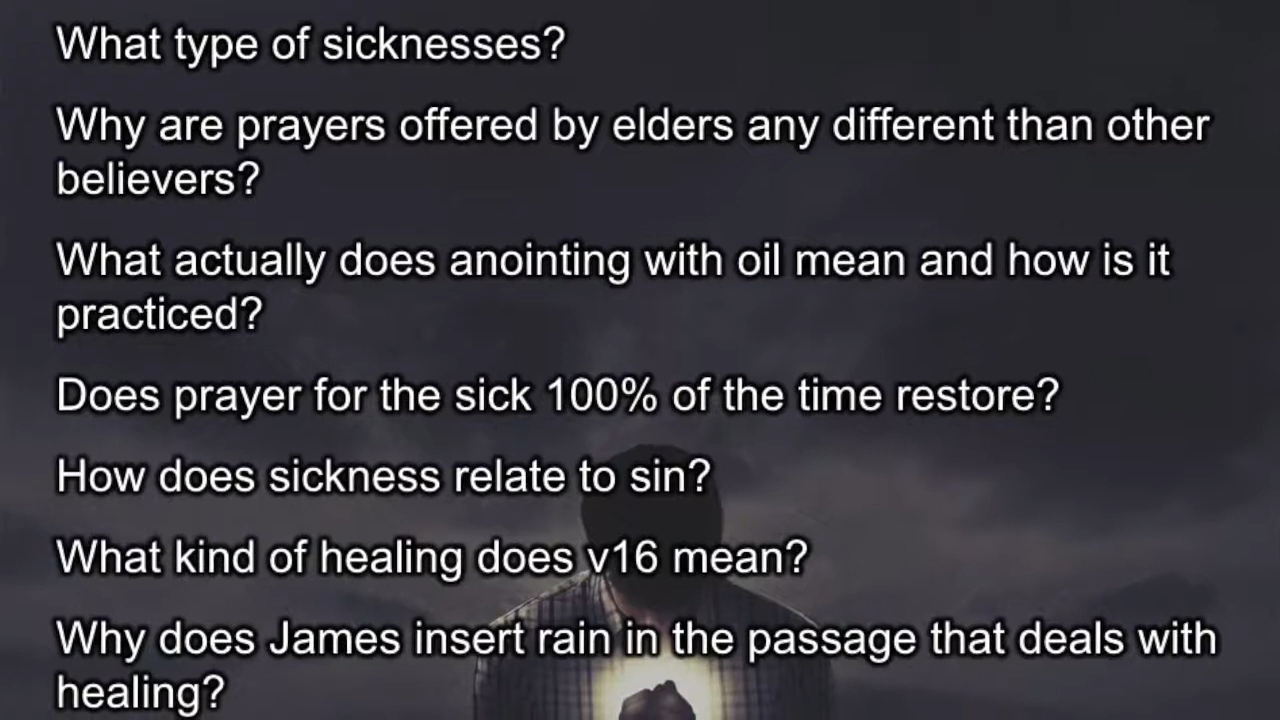 What type of sicknesses?
Why are prayers offered by elders any different than other
believers?
What actually does anointing with oil mean and how is it
practiced?
Does prayer for the sick 100% of the time restore?
How does sickness relate to sin?
What kind of healing does v16 mean?
Why does James insert rain in the passage that deals with
healing?